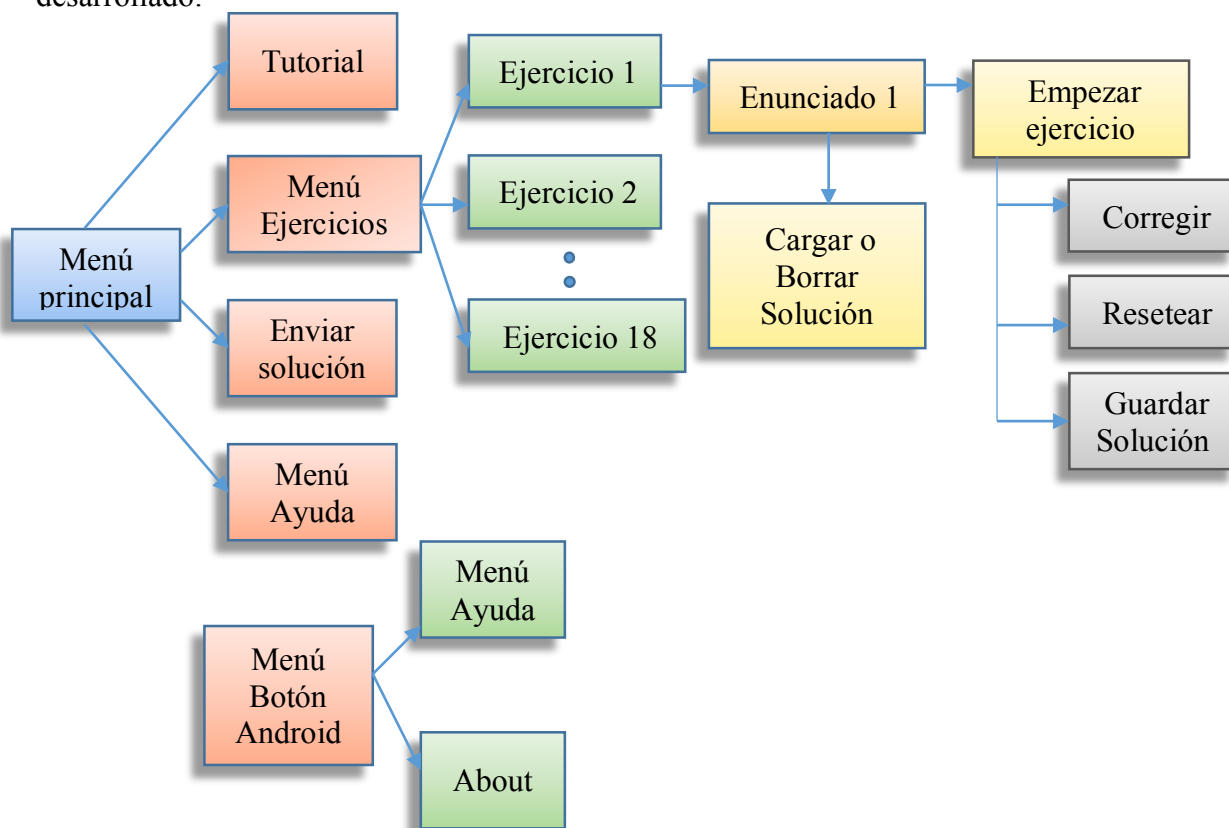 desarrollado.
Tutorial
Menú
Ejercicios
Menú
principal
Enviar
solución
Menú
Ayuda
Ejercicio 1
Ejercicio 2
Ejercicio 18
Enunciado 1
Cargar o
Borrar
Solución
Empezar
ejercicio
Corregir
Resetear
Guardar
Solución
Menú
Botón
Android
Menú
Ayuda
About